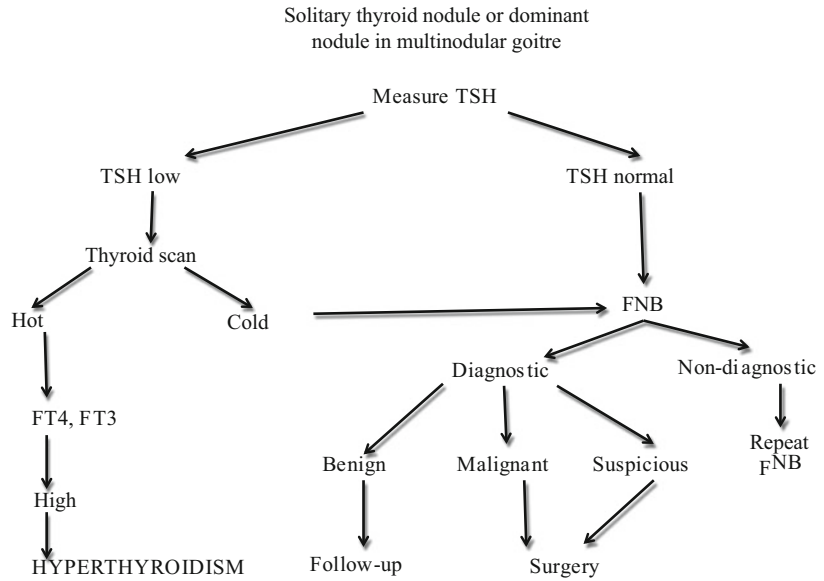 Solitary thyroid nodule or dominant
nodule in multinodular goitre
Measure TSH
TSH low
TSH normal
Thyroid scan
Hot
Cold
FNB
Diagnostic
Non-diagnostic
FT4, FT3
Benign
Malignant
Suspicious
Repeat
FNB
High
HYPERTHYROIDISM
Follow-up
Surgery